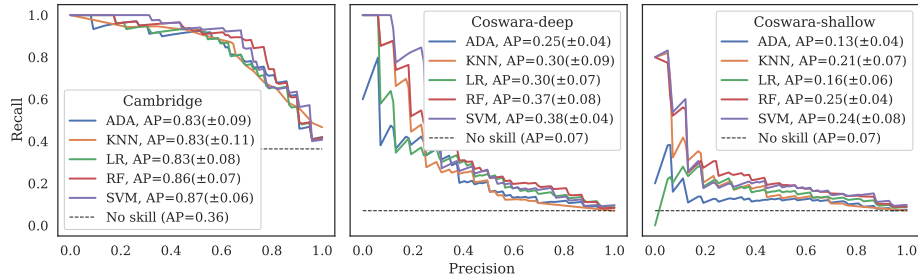 Recall
1.0
0.8
0.6
0.4
0.2
0.0
Cambridge
ADA, AP=0.83(±0.09)
KNN, AP=0.83(±0.11)
LR, AP=0.83(±0.08)
RF, AP=0.86(±0.07)
SVM, AP=0.87(±0.06)
No skill (AP=0.36)
0.0 0.2 0.4 0.6 0.8 1.0
Coswara-deep
ADA, AP=0.25(±0.04)
KNN, AP=0.30(±0.09)
LR, AP=0.30(±0.07)
RF, AP=0.37(±0.08)
SVM, AP=0.38(±0.04)
No skill (AP=0.07)
0.0 0.2 0.4 0.6 0.8 1.0
Coswara-shallow
ADA, AP=0.13(±0.04)
KNN, AP=0.21(±0.07)
LR, AP=0.16(±0.06)
RF, AP=0.25(±0.04)
SVM, AP=0.24(±0.08)
No skill (AP=0.07)
0.0 0.2 0.4 0.6 0.8 1.0
Precision